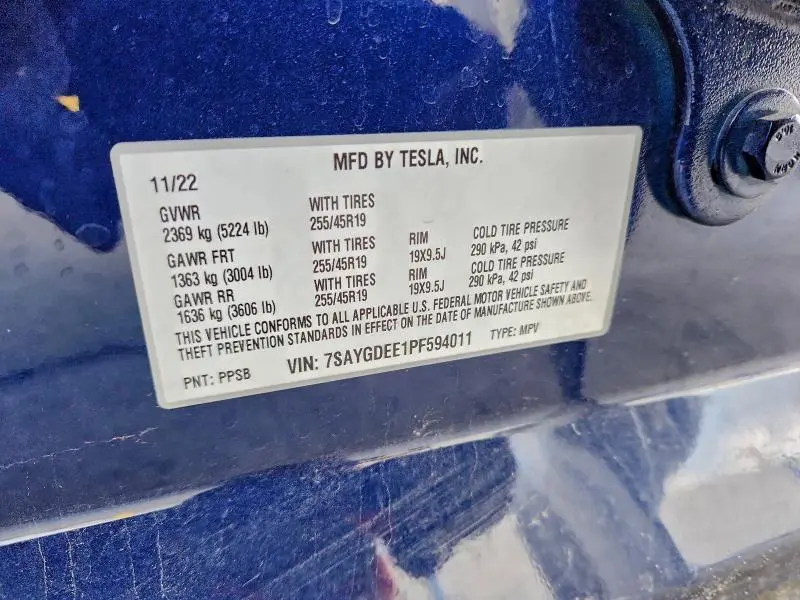 MFD BY TESLA, INC.
11/22
GVWR WITH TIRES
2369 kg (5224 lb) 255/45R19
GAWR FRT WITH TIRES RIM COLD TIRE PRESSURE
1363 kg (3004 lb) 255/45R19 19X9.5J 290 kPa, 42 psi
GAWR RR WITH TIRES RIM COLD TIRE PRESSURE
1636 kg (3606 lb) 255/45R19 19X9.5J 290 kPa, 42 psi
THIS VEHICLE CONFORMS TO ALL APPLICABLE U.S. FEDERAL MOTOR VEHICLE SAFETY AND
THEFT PREVENTION STANDARDS IN EFFECT ON THE DATE OF MANUFACTURE SHOWN ABOVE.
PNT: PPSB VIN: 7SAYGDEE1PF594011 TYPE: MPV